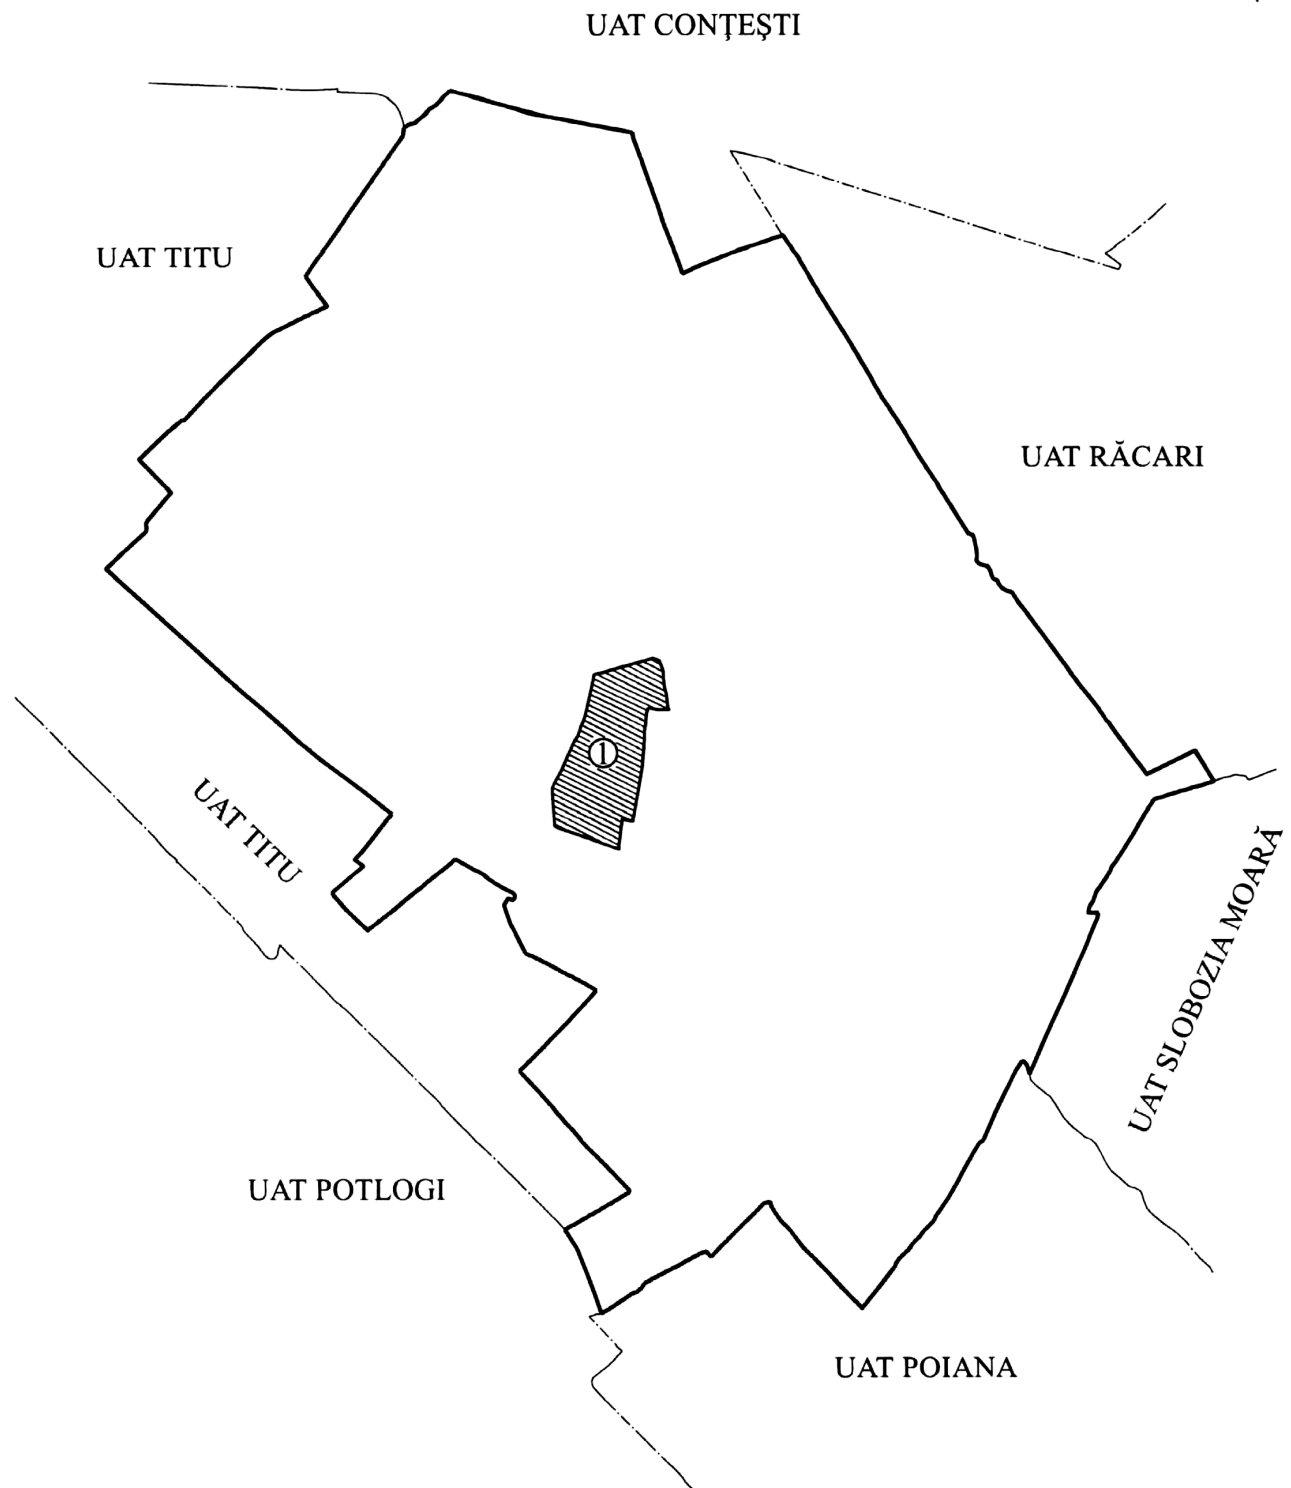 UAT CONŢEŞTI
UAT TITU
UAT RĂCARI
1
UAT TITU
UAT SLOBOZIA MOARĂ
UAT POTLOGI
UAT POIANA